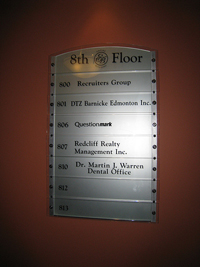 8th Floor
800 Recruiters Group
801 DTZ Barnicke Edmonton Inc.
806 Questionmark
807 Redcliff Realty
Management Inc.
810 Dr. Martin J. Warren
Dental Office
812
813